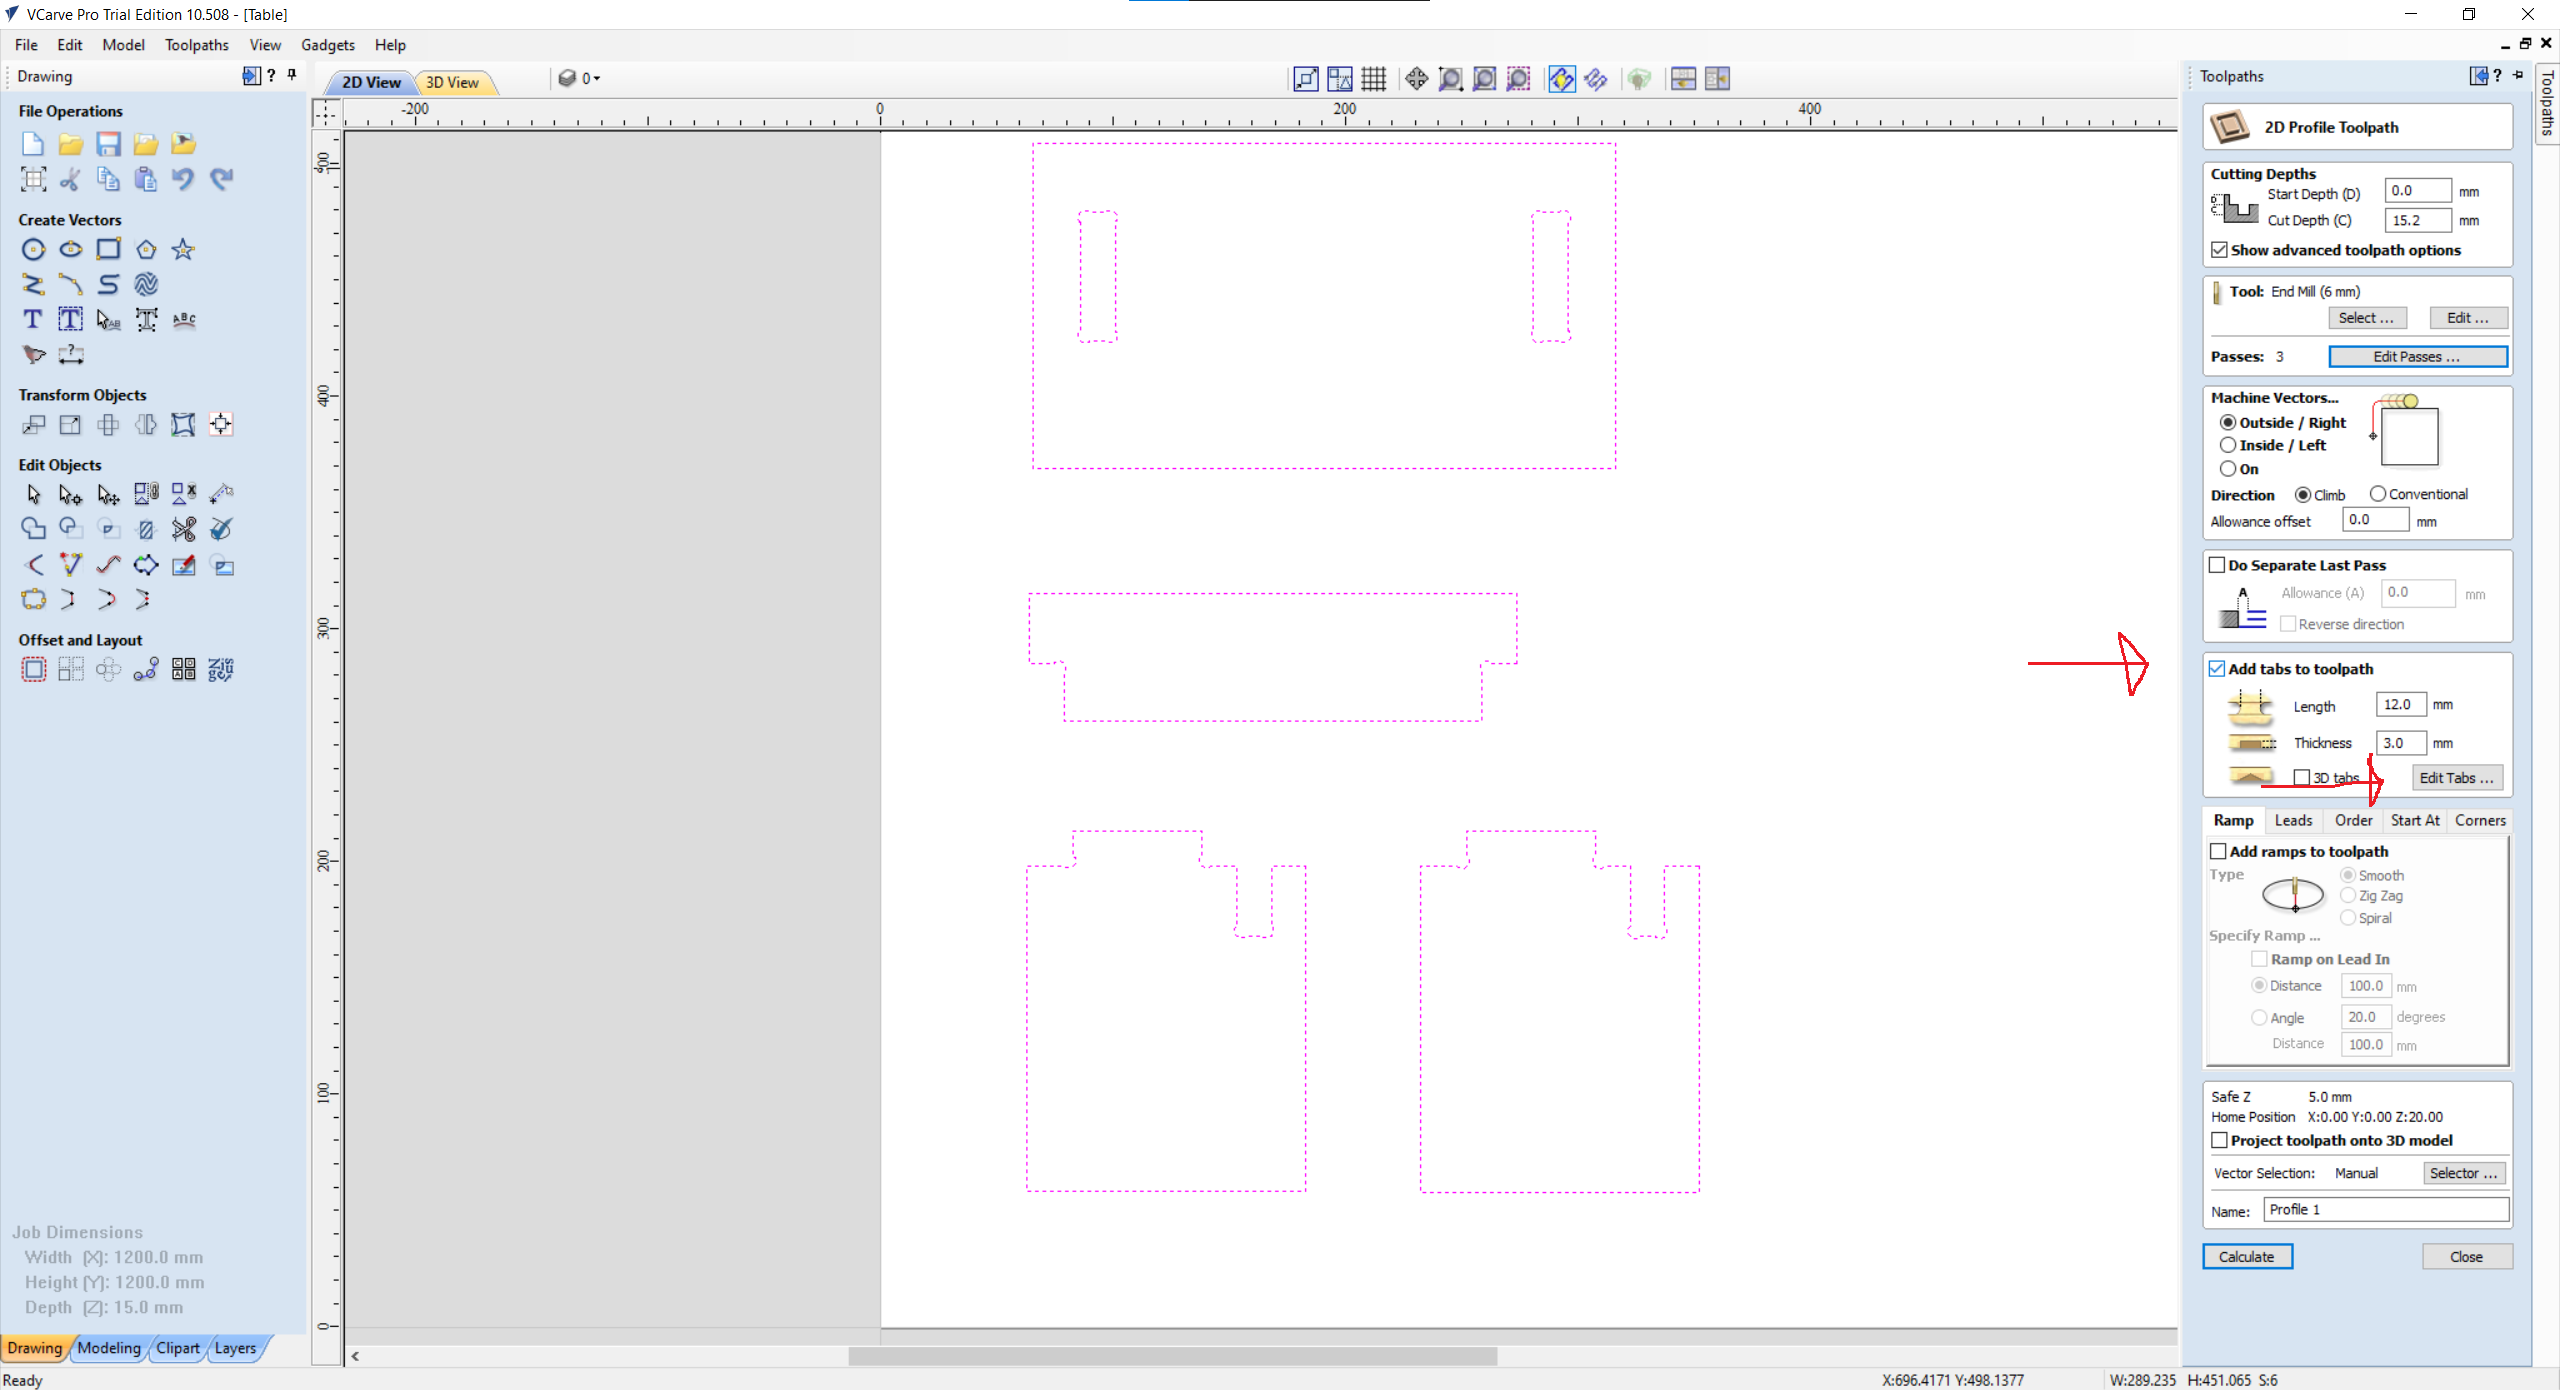 VCarve Pro Trial Edition 10.508 - [Table]
File Edit Model Toolpaths View Gadgets Help
Drawing
File Operations
Create Vectors
Transform Objects
Edit Objects
Offset and Layout
Job Dimensions
Width (X): 1200.0 mm
Height (Y): 1200.0 mm
Depth (Z): 15.0 mm
Drawing Modeling Clipart Layers
Ready
2D View 3D View 0
-200 0 200 400
400
300
200
100
0
Toolpaths
Toolpaths
2D Profile Toolpath
Cutting Depths
Start Depth (D) 0.0 mm
Cut Depth (C) 15.2 mm
Show advanced toolpath options
Tool: End Mill (6 mm)
Select ... Edit ...
Passes: 3 Edit Passes ...
Machine Vectors...
Outside / Right
Inside / Left
On
Direction Climb Conventional
Allowance offset 0.0 mm
Do Separate Last Pass
A Allowance (A) 0.0 mm
Reverse direction
Add tabs to toolpath
Length 12.0 mm
Thickness 3.0 mm
3D tabs Edit Tabs ...
Ramp Leads Order Start At Corners
Add ramps to toolpath
Type Smooth
Zig Zag
Spiral
Specify Ramp ...
Ramp on Lead In
Distance 100.0 mm
Angle 20.0 degrees
Distance 100.0 mm
Safe Z 5.0 mm
Home Position X:0.00 Y:0.00 Z:20.00
Project toolpath onto 3D model
Vector Selection: Manual Selector ...
Name: Profile 1
Calculate Close
X:696.4171 Y:498.1377 W:289.235 H:451.065 S:6